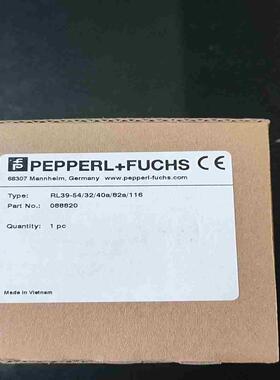 PEPPERL+FUCHS CE
68307 Mannheim, Germany www.pepperl-fuchs.com
Type: RL39-54/32/40a/82a/116
Part No.: 088820
Quantity: 1 pc
Made in Vietnam